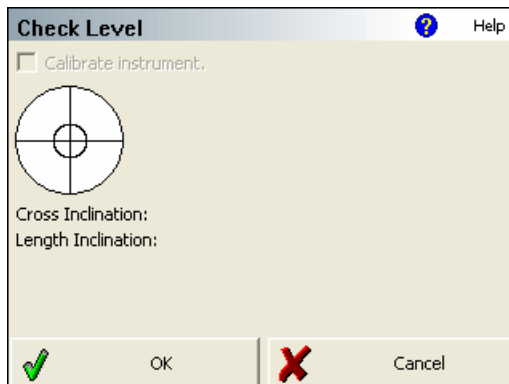 Check Level
Help
Calibrate instrument.
Cross Inclination:
Length Inclination:
OK
Cancel